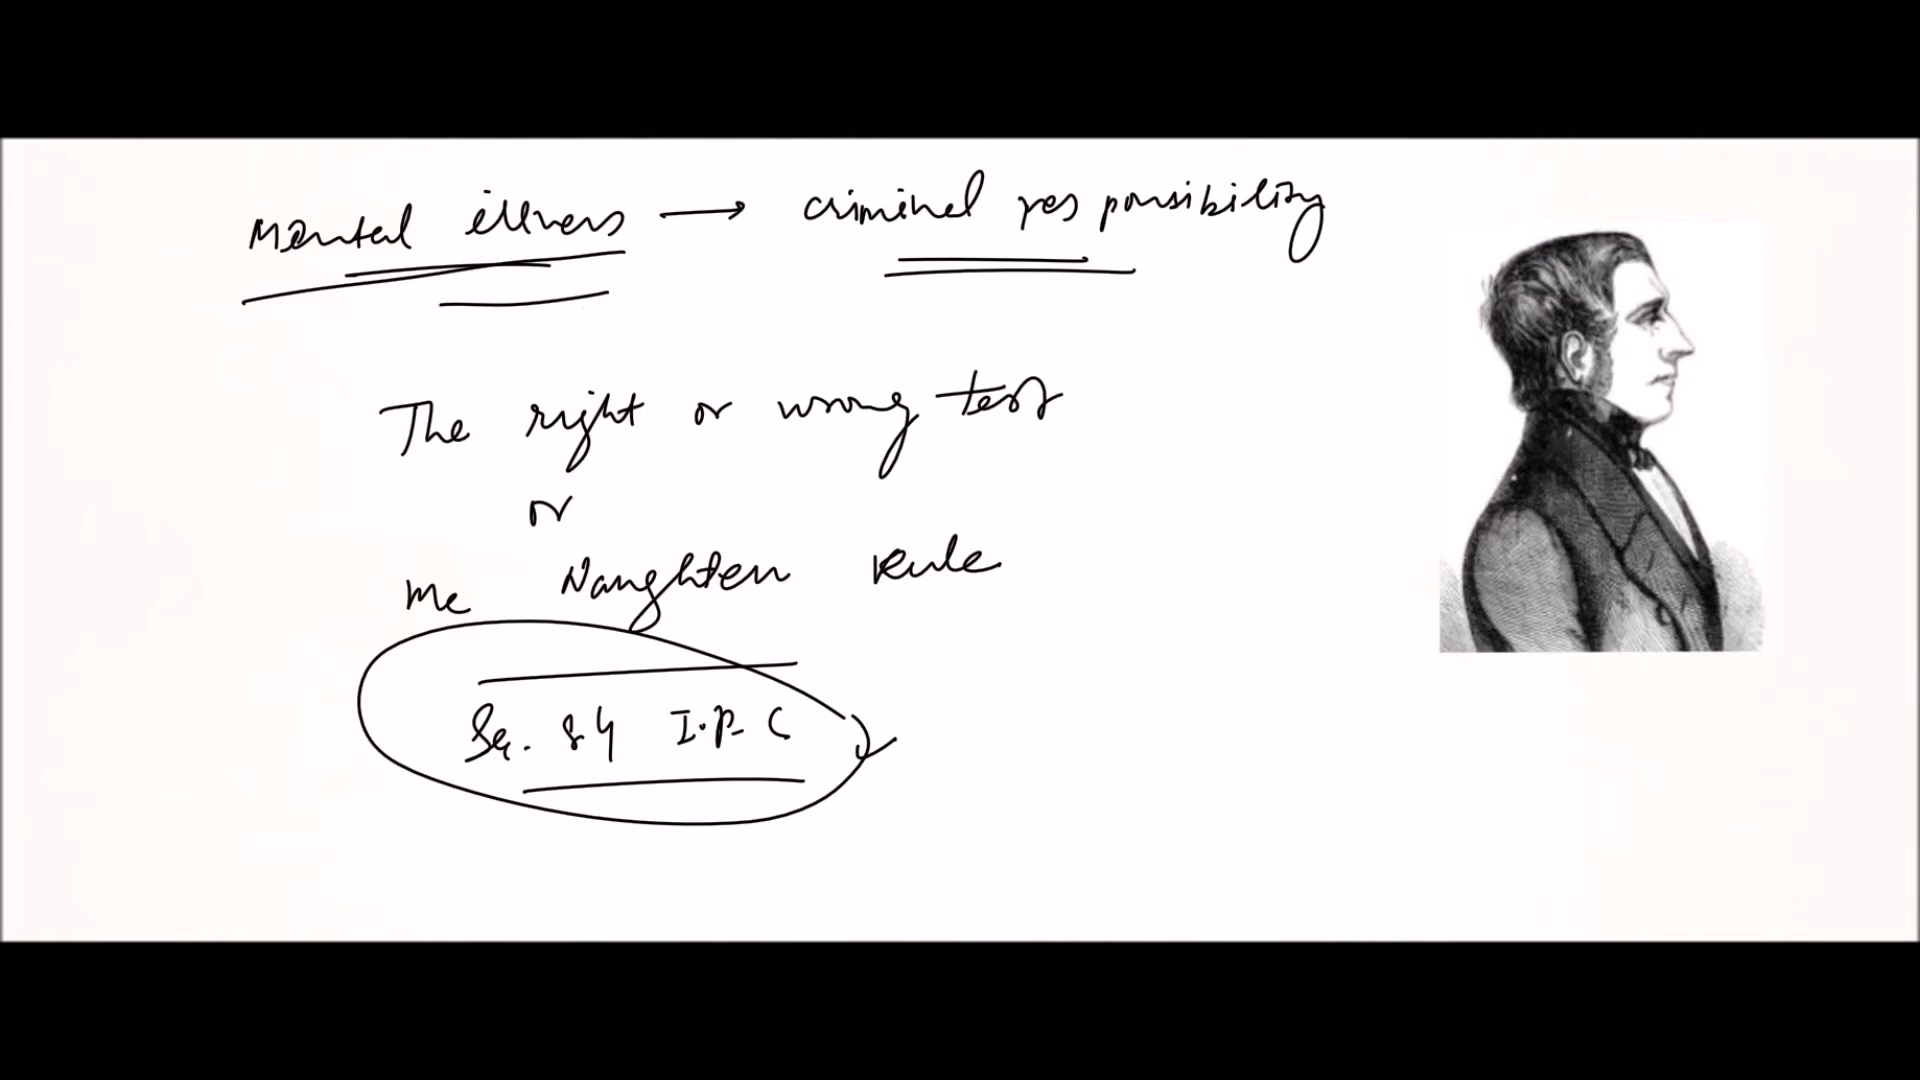 Mental illness → criminal responsibility
The right or wrong test
or
Mc Naughten Rule
Sec. 84 I.P.C